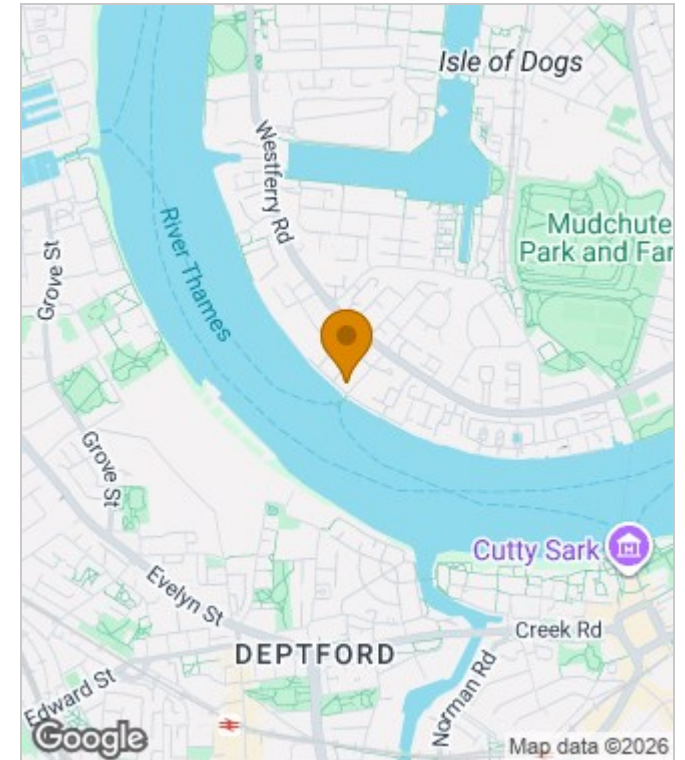 Isle of Dogs
Westferry Rd
River Thames
Mudchute
Park and Far
Grove St
Grove St
Cutty Sark
Evelyn St
Creek Rd
DEPTFORD
Edward St
Norman Rd
Google
Map data ©2026